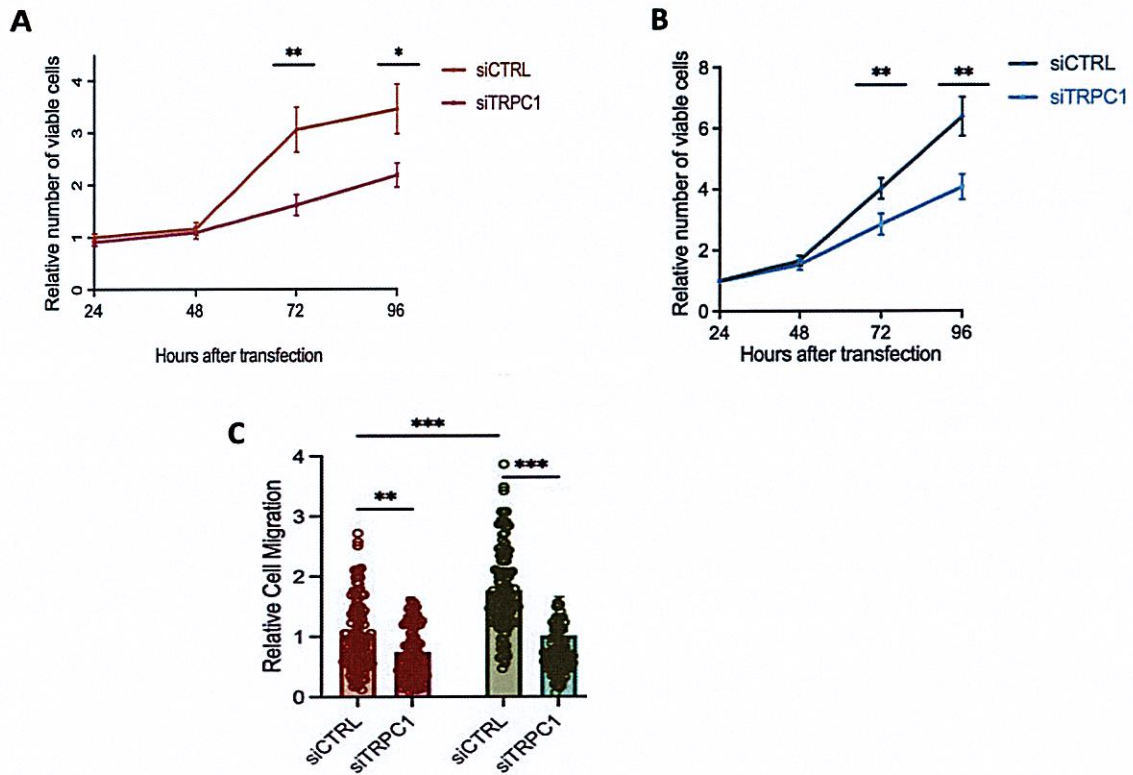 A
Relative number of viable cells
4
3
2
1
0
24
48
72
96
Hours after transfection
**
*
siCTRL
siTRPC1
B
Relative number of viable cells
8
6
4
2
0
24
48
72
96
Hours after transfection
**
**
siCTRL
siTRPC1
C
Relative Cell Migration
4
3
2
1
0
***
**
***
siCTRL
siTRPC1
siCTRL
siTRPC1